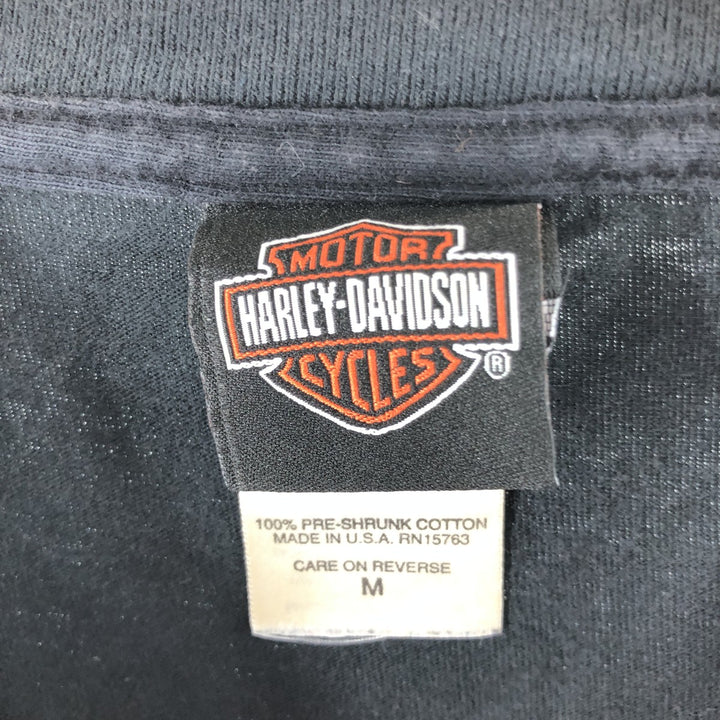 MOTOR
HARLEY-DAVIDSON
CYCLES
®
100% PRE-SHRUNK COTTON
MADE IN U.S.A. RN15763
CARE ON REVERSE
M